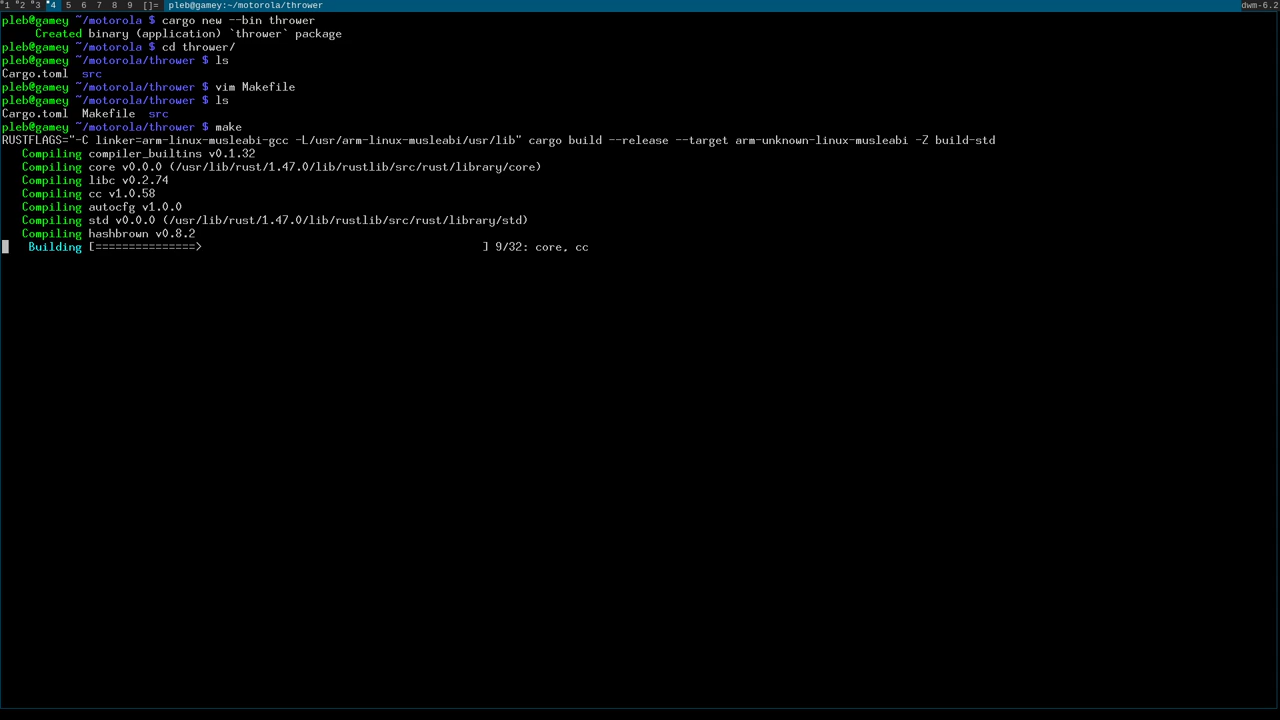 1 2 3 4 5 6 7 8 9 []= pleb@gamey:~/motorola/thrower dwm-6.2
pleb@gamey ~/motorola $ cargo new --bin thrower
Created binary (application) `thrower` package
pleb@gamey ~/motorola $ cd thrower/
pleb@gamey ~/motorola/thrower $ ls
Cargo.toml src
pleb@gamey ~/motorola/thrower $ vim Makefile
pleb@gamey ~/motorola/thrower $ ls
Cargo.toml Makefile src
pleb@gamey ~/motorola/thrower $ make
RUSTFLAGS="-C linker=arm-linux-musleabi-gcc -L/usr/arm-linux-musleabi/usr/lib" cargo build --release --target arm-unknown-linux-musleabi -Z build-std
Compiling compiler_builtins v0.1.32
Compiling core v0.0.0 (/usr/lib/rust/1.47.0/lib/rustlib/src/rust/library/core)
Compiling libc v0.2.74
Compiling cc v1.0.58
Compiling autocfg v1.0.0
Compiling std v0.0.0 (/usr/lib/rust/1.47.0/lib/rustlib/src/rust/library/std)
Compiling hashbrown v0.8.2
Building [===============> ] 9/32: core, cc